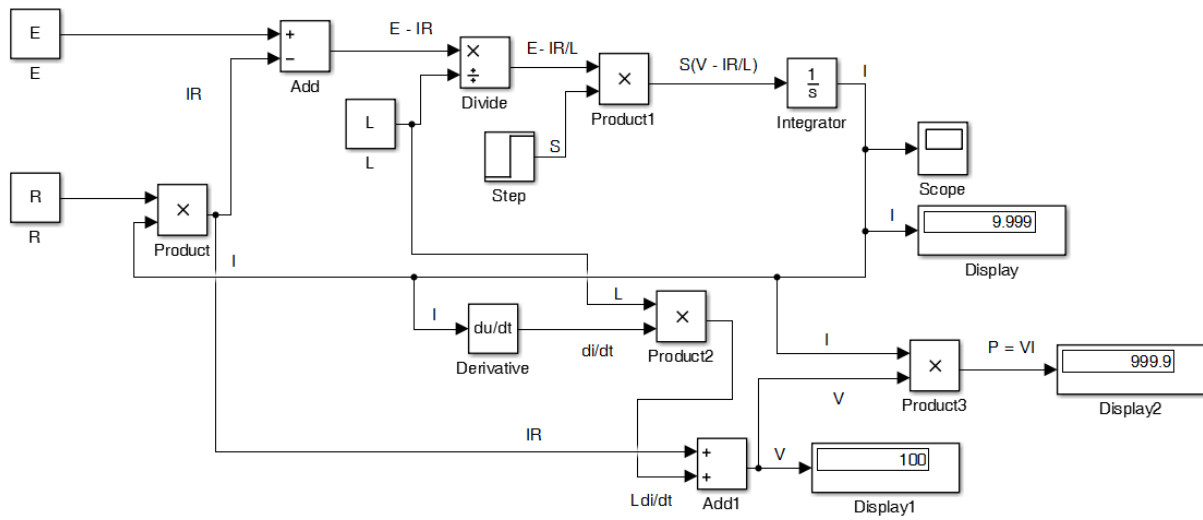 E
E
+
−
Add
E - IR
×
÷
Divide
E- IR/L
×
Product1
S(V - IR/L)
1
s
Integrator
I
IR
L
L
S
Step
Scope
R
R
×
Product
I
9.999
Display
I
I
du/dt
Derivative
di/dt
L
×
Product2
I
V
×
Product3
P = VI
999.9
Display2
IR
Ldi/dt
+
+
Add1
V
100
Display1